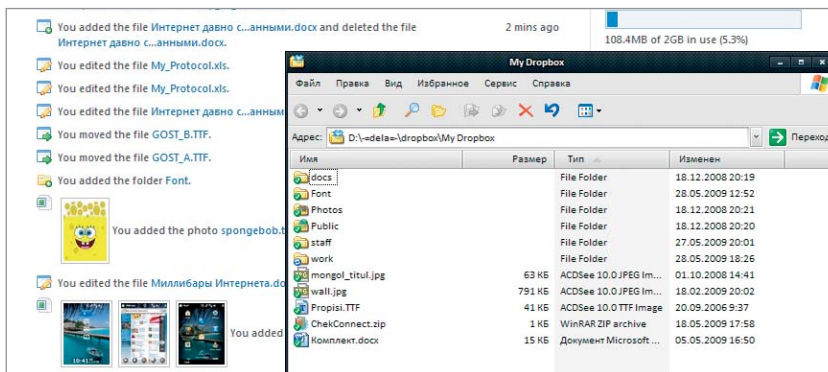 You added the file Интернет давно с...анными.docx and deleted the file
Интернет давно с...анными.docx.
2 mins ago
You edited the file My_Protocol.xls.
You edited the file My_Protocol.xls.
You edited the file Интернет давно с...анным
You moved the file GOST_B.TTF.
You moved the file GOST_A.TTF.
You added the folder Font.
You added the photo spongebob.t
You edited the file Миллибары Интернета.do
You added
108.4MB of 2GB in use (5.3%)
My Dropbox
Файл Правка Вид Избранное Сервис Справка
Адрес: D:\-=dela=-\dropbox\My Dropbox Переход
Имя Размер Тип Изменен
docs File Folder 18.12.2008 20:19
Font File Folder 28.05.2009 12:52
Photos File Folder 18.12.2008 20:21
Public File Folder 18.12.2008 20:20
staff File Folder 27.05.2009 20:01
work File Folder 28.05.2009 18:26
mongol_titul.jpg 63 КБ ACDSee 10.0 JPEG Im... 01.10.2008 14:41
wall.jpg 791 КБ ACDSee 10.0 JPEG Im... 18.02.2009 20:02
Propisi.TTF 41 КБ ACDSee 10.0 TTF Image 20.09.2006 9:37
ChekConnect.zip 1 КБ WinRAR ZIP archive 18.05.2009 17:58
Комплект.docx 15 КБ Документ Microsoft ... 05.05.2009 16:50